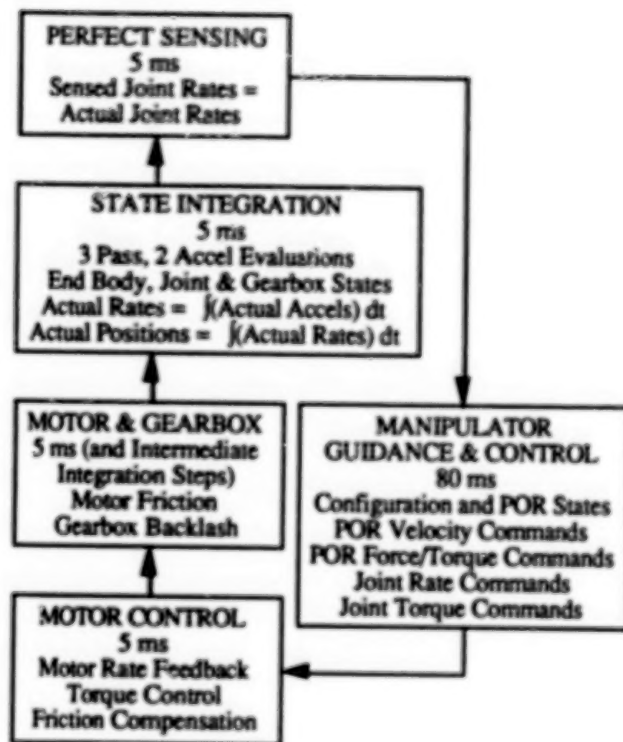 PERFECT SENSING
5 ms
Sensed Joint Rates =
Actual Joint Rates
STATE INTEGRATION
5 ms
3 Pass, 2 Accel Evaluations
End Body, Joint & Gearbox States
Actual Rates = ∫(Actual Accels) dt
Actual Positions = ∫(Actual Rates) dt
MOTOR & GEARBOX
5 ms (and Intermediate
Integration Steps)
Motor Friction
Gearbox Backlash
MANIPULATOR
GUIDANCE & CONTROL
80 ms
Configuration and POR States
POR Velocity Commands
POR Force/Torque Commands
Joint Rate Commands
Joint Torque Commands
MOTOR CONTROL
5 ms
Motor Rate Feedback
Torque Control
Friction Compensation